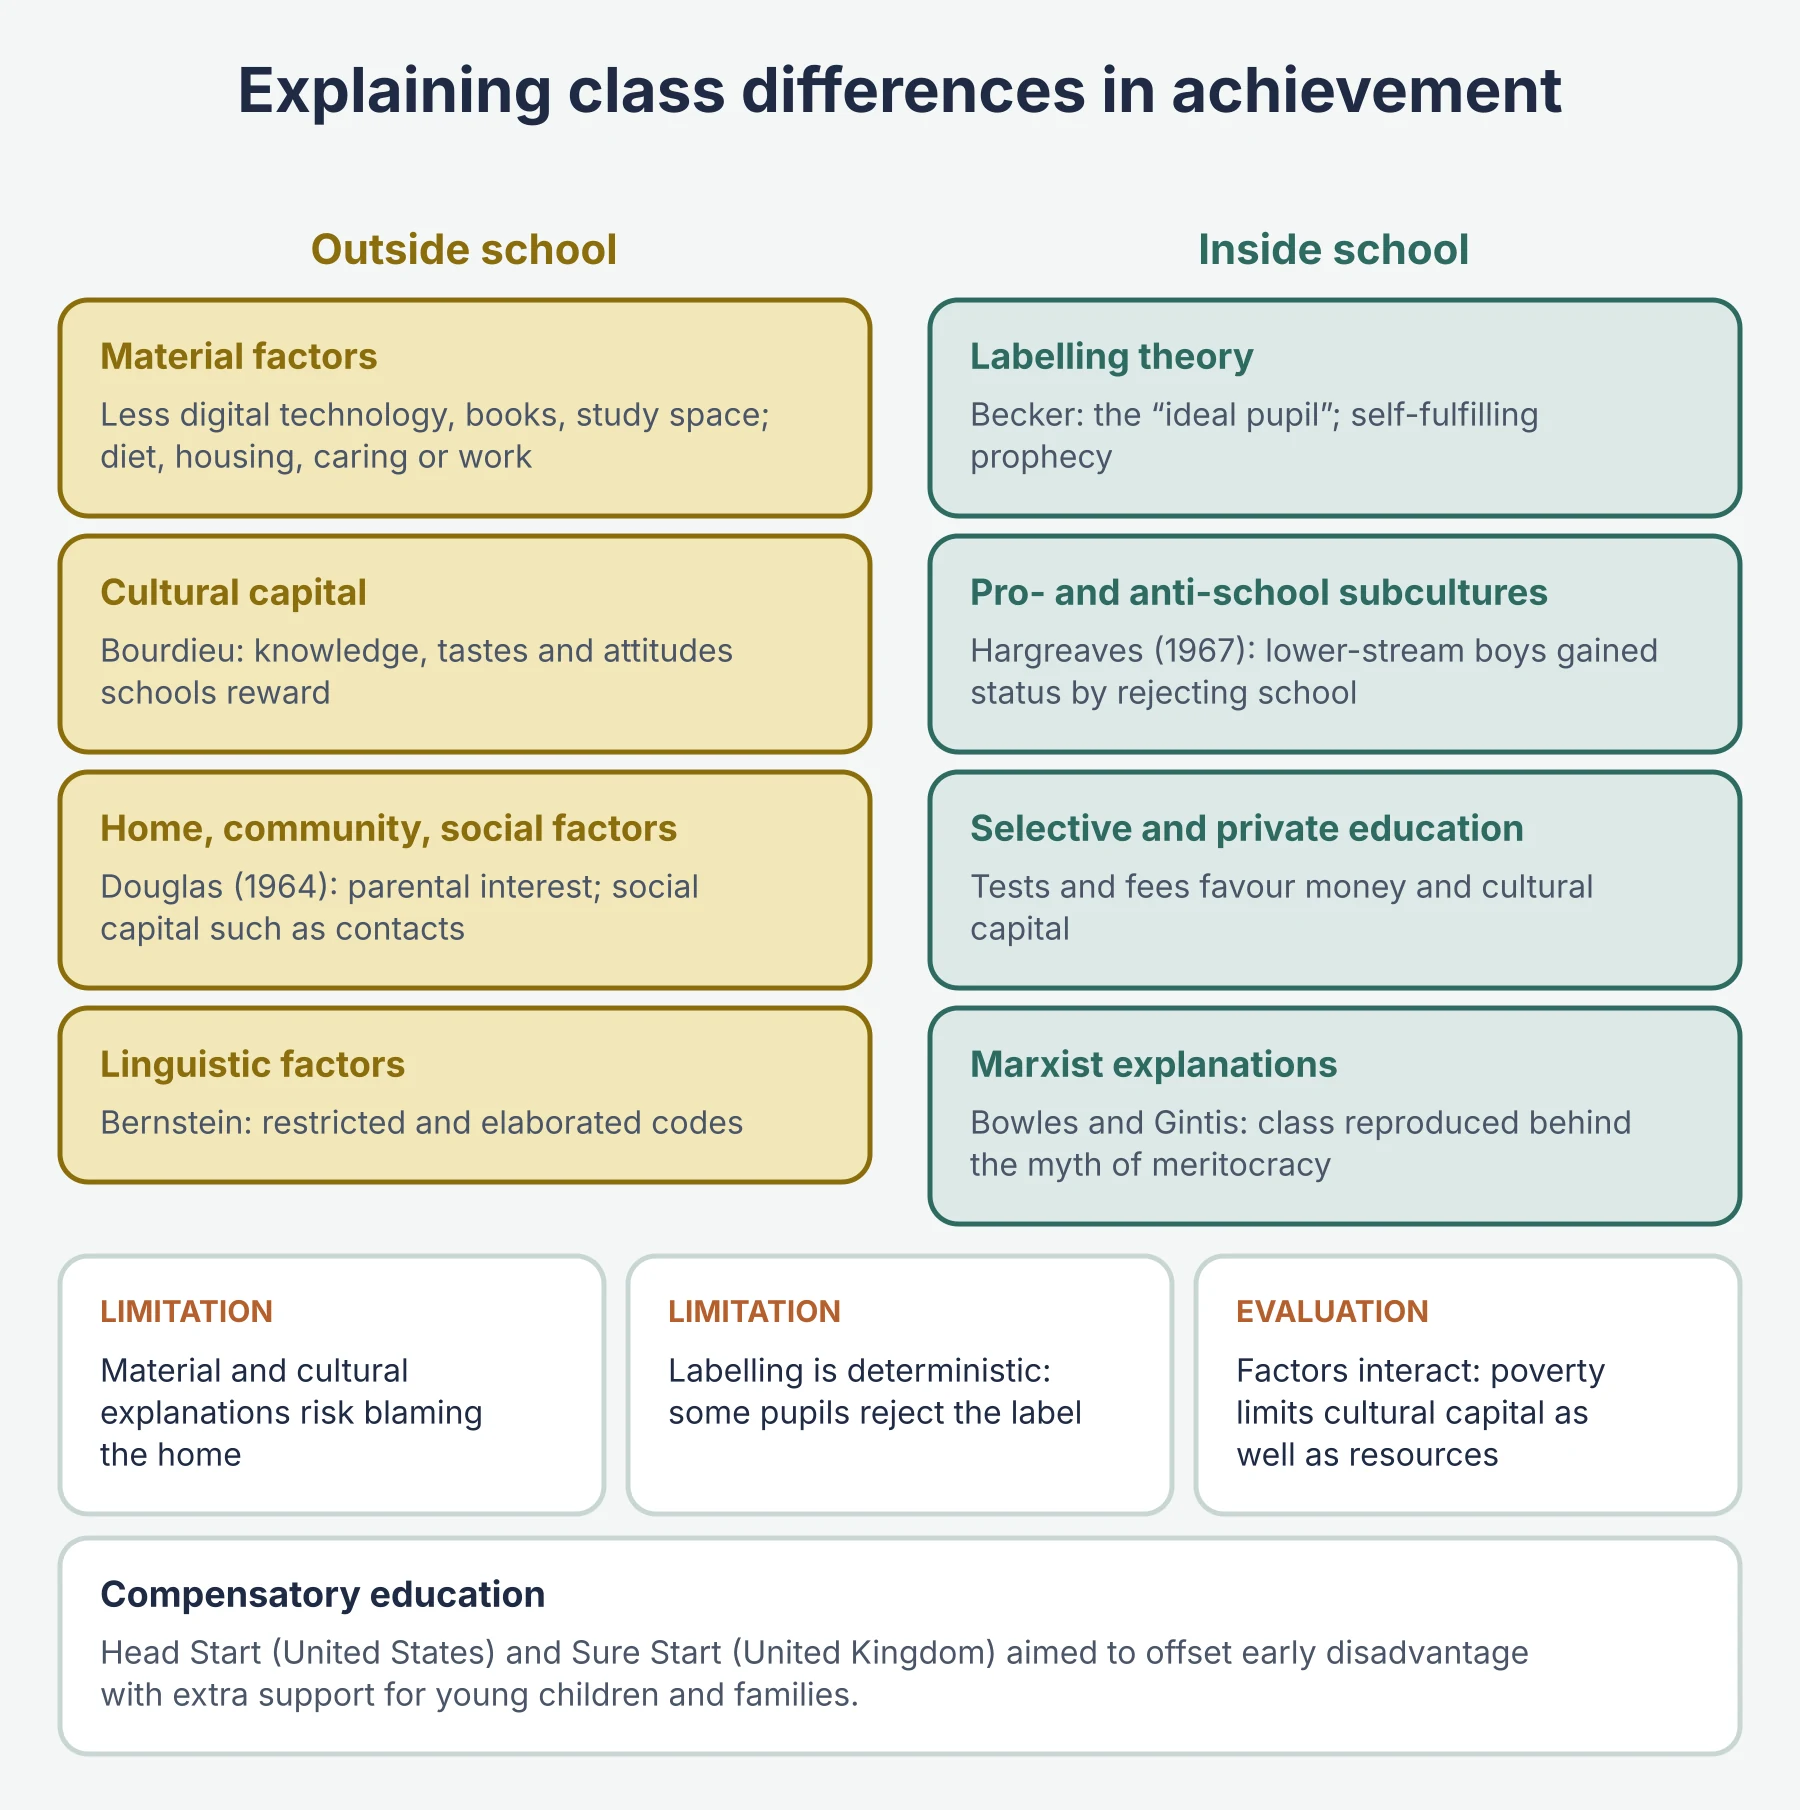 Explaining class differences in achievement
Outside school
Material factors
Less digital technology, books, study space;
diet, housing, caring or work
Cultural capital
Bourdieu: knowledge, tastes and attitudes
schools reward
Home, community, social factors
Douglas (1964): parental interest; social
capital such as contacts
Linguistic factors
Bernstein: restricted and elaborated codes
Inside school
Labelling theory
Becker: the “ideal pupil”; self-fulfilling
prophecy
Pro- and anti-school subcultures
Hargreaves (1967): lower-stream boys gained
status by rejecting school
Selective and private education
Tests and fees favour money and cultural
capital
Marxist explanations
Bowles and Gintis: class reproduced behind
the myth of meritocracy
LIMITATION
Material and cultural
explanations risk blaming
the home
LIMITATION
Labelling is deterministic:
some pupils reject the label
EVALUATION
Factors interact: poverty
limits cultural capital as
well as resources
Compensatory education
Head Start (United States) and Sure Start (United Kingdom) aimed to offset early disadvantage
with extra support for young children and families.